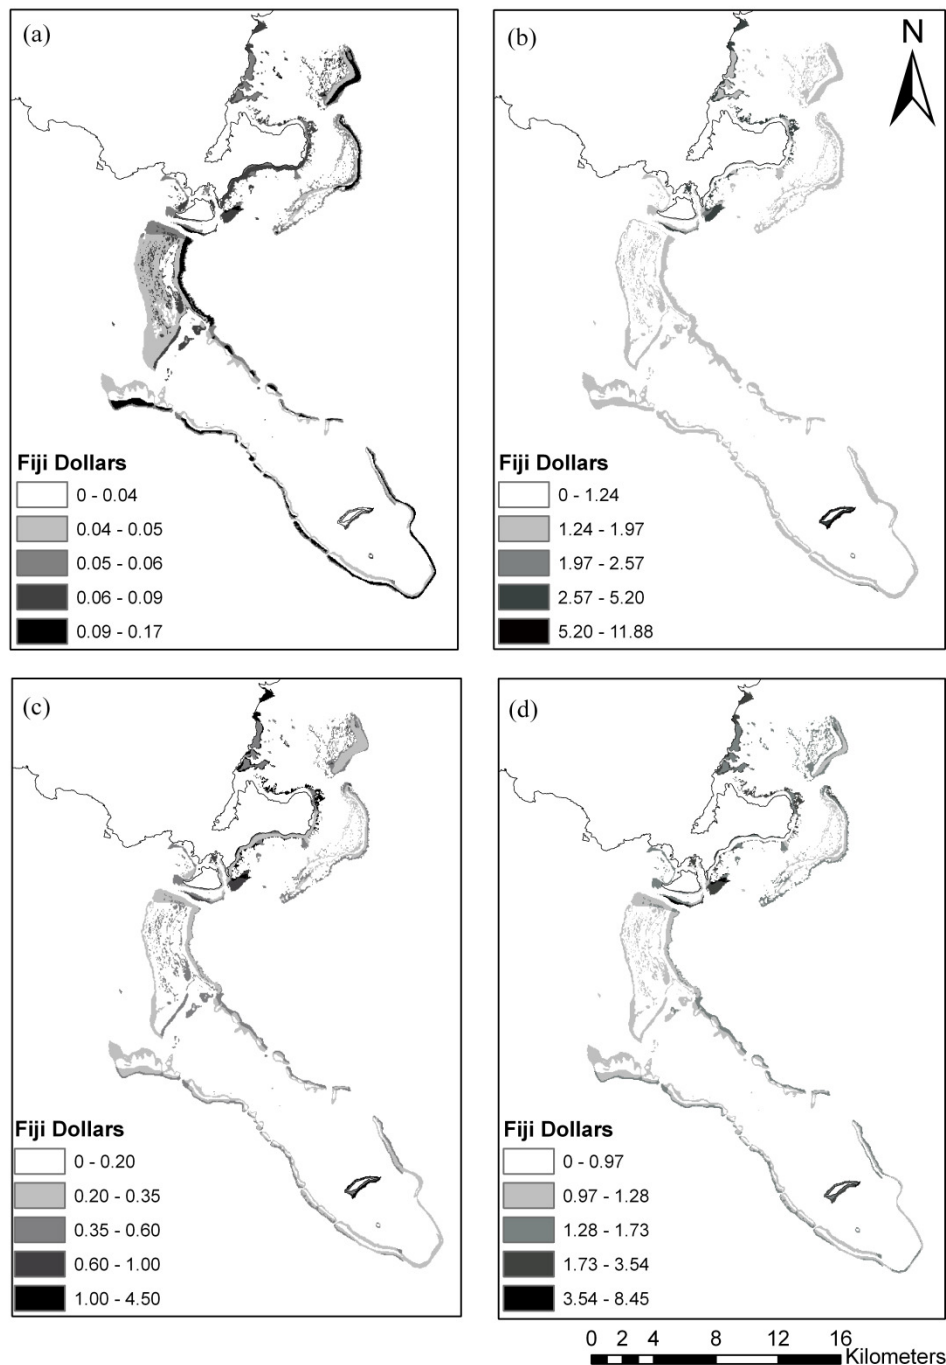 (a)
Fiji Dollars
0 - 0.04
0.04 - 0.05
0.05 - 0.06
0.06 - 0.09
0.09 - 0.17
(b)
N
Fiji Dollars
0 - 1.24
1.24 - 1.97
1.97 - 2.57
2.57 - 5.20
5.20 - 11.88
(c)
Fiji Dollars
0 - 0.20
0.20 - 0.35
0.35 - 0.60
0.60 - 1.00
1.00 - 4.50
(d)
Fiji Dollars
0 - 0.97
0.97 - 1.28
1.28 - 1.73
1.73 - 3.54
3.54 - 8.45
0 2 4 8 12 16
Kilometers